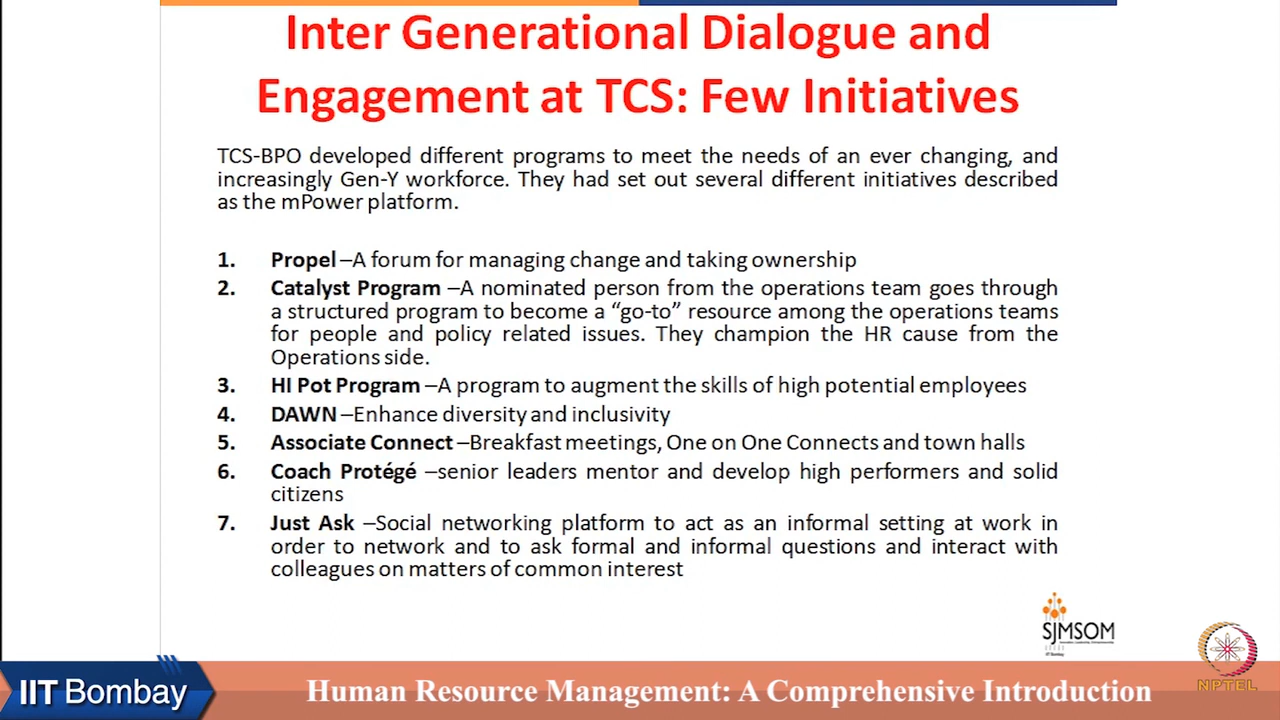 Inter Generational Dialogue and
Engagement at TCS: Few Initiatives
TCS-BPO developed different programs to meet the needs of an ever changing, and
increasingly Gen-Y workforce. They had set out several different initiatives described
as the mPower platform.
1. Propel –A forum for managing change and taking ownership
2. Catalyst Program –A nominated person from the operations team goes through
a structured program to become a “go-to” resource among the operations teams
for people and policy related issues. They champion the HR cause from the
Operations side.
3. HI Pot Program –A program to augment the skills of high potential employees
4. DAWN –Enhance diversity and inclusivity
5. Associate Connect –Breakfast meetings, One on One Connects and town halls
6. Coach Protégé –senior leaders mentor and develop high performers and solid
citizens
7. Just Ask –Social networking platform to act as an informal setting at work in
order to network and to ask formal and informal questions and interact with
colleagues on matters of common interest
SJMSOM
IIT Bombay
NPTEL
IIT Bombay
Human Resource Management: A Comprehensive Introduction